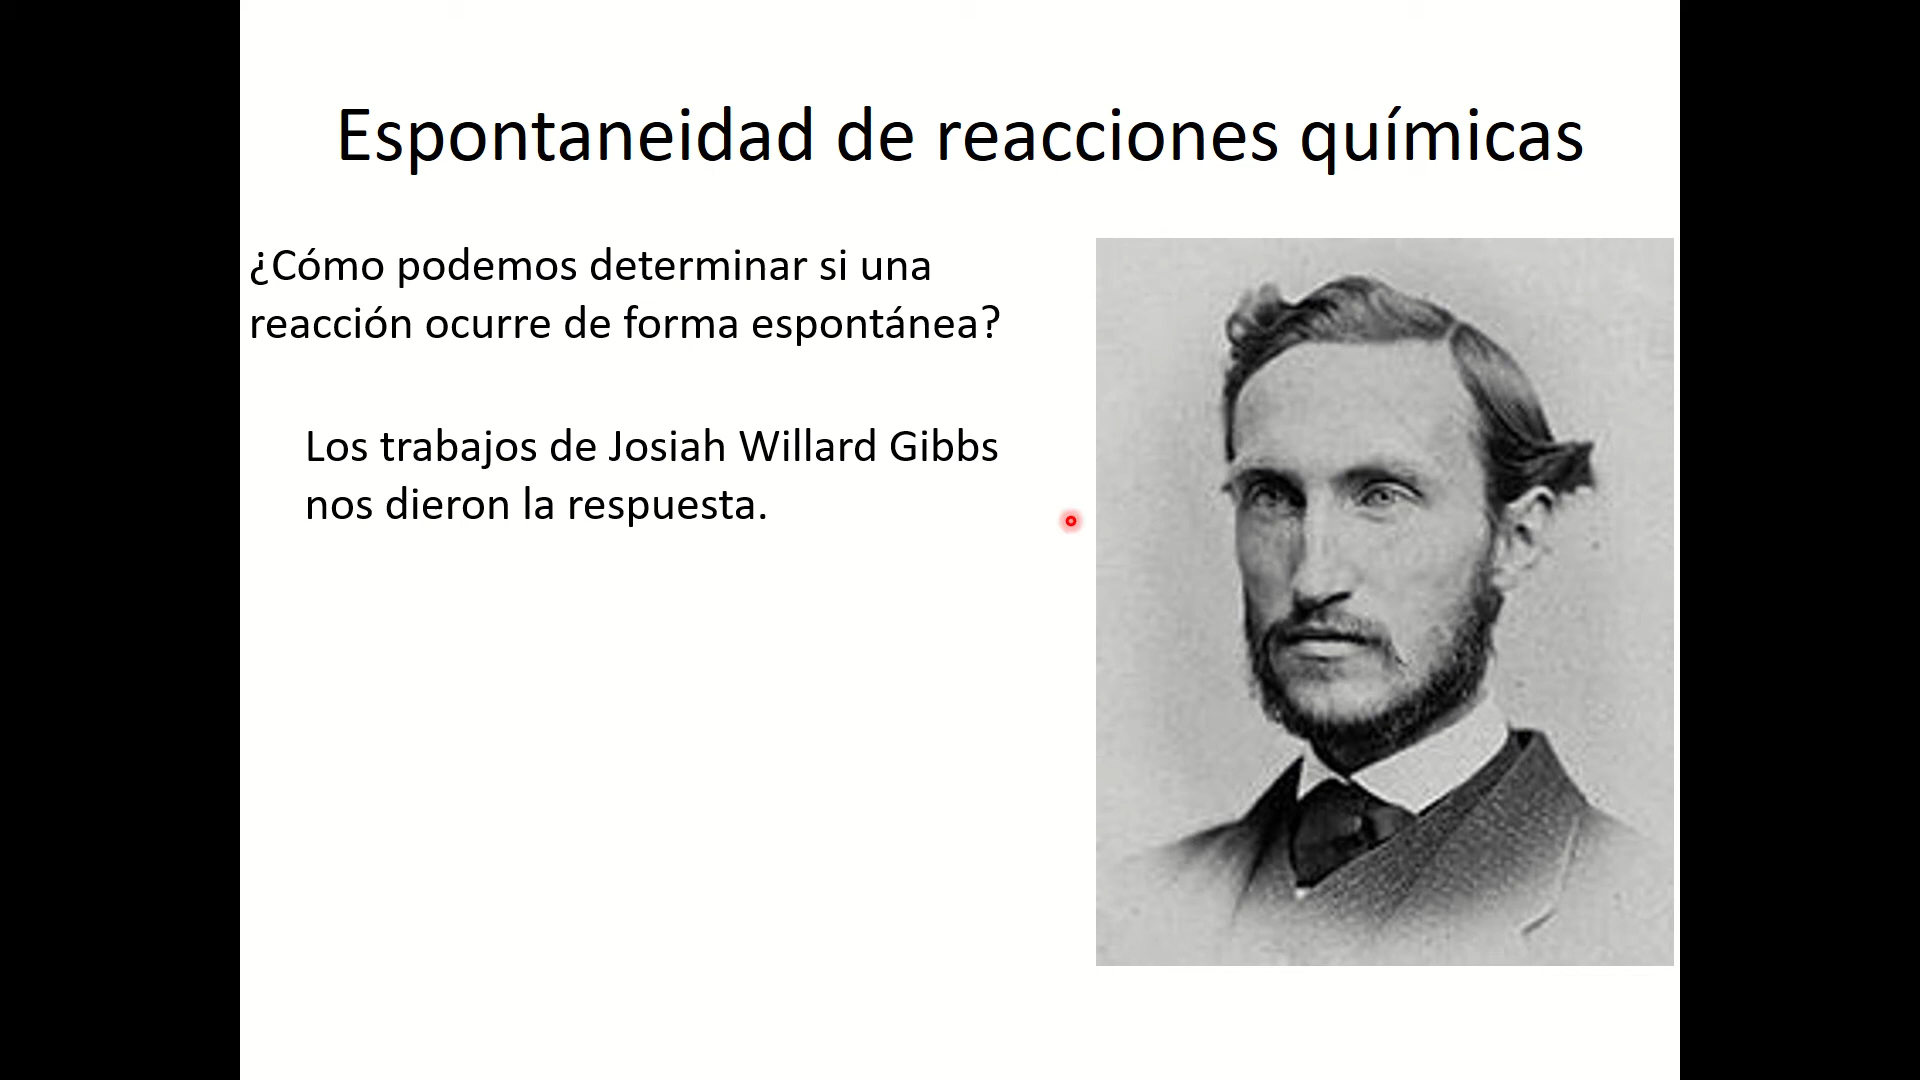 Espontaneidad de reacciones químicas
¿Cómo podemos determinar si una
reacción ocurre de forma espontánea?
Los trabajos de Josiah Willard Gibbs
nos dieron la respuesta.